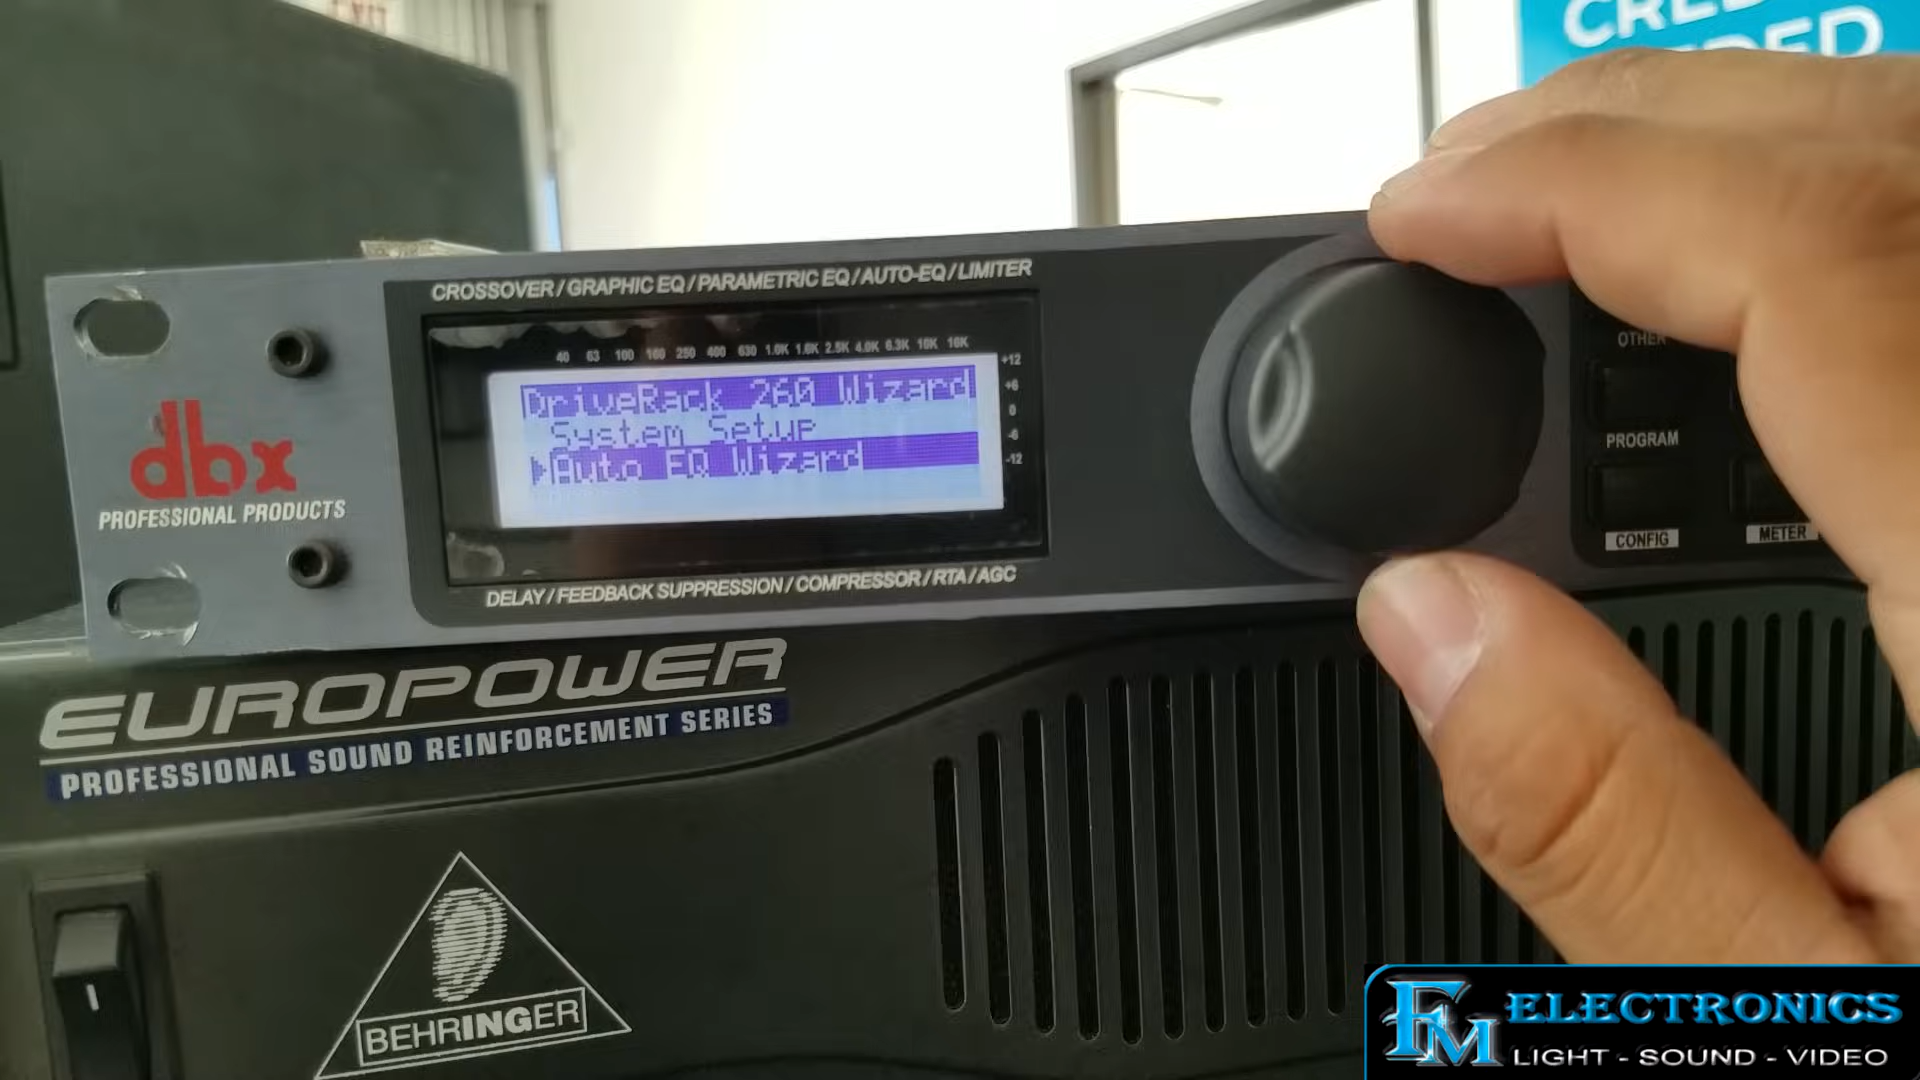 EXIT
CROSSOVER / GRAPHIC EQ / PARAMETRIC EQ / AUTO-EQ / LIMITER
40 63 100 160 250 400 630 1.0K 1.6K 2.5K 4.0K 6.3K 10K 16K
+12
+6
0
-6
-12
DriveRack 260 Wizard
System Setup
Auto EQ Wizard
dbx
PROFESSIONAL PRODUCTS
DELAY / FEEDBACK SUPPRESSION / COMPRESSOR / RTA / AGC
OTHER
PROGRAM
CONFIG
METER
EUROPOWER
PROFESSIONAL SOUND REINFORCEMENT SERIES
BEHRINGER
FM ELECTRONICS
LIGHT - SOUND - VIDEO